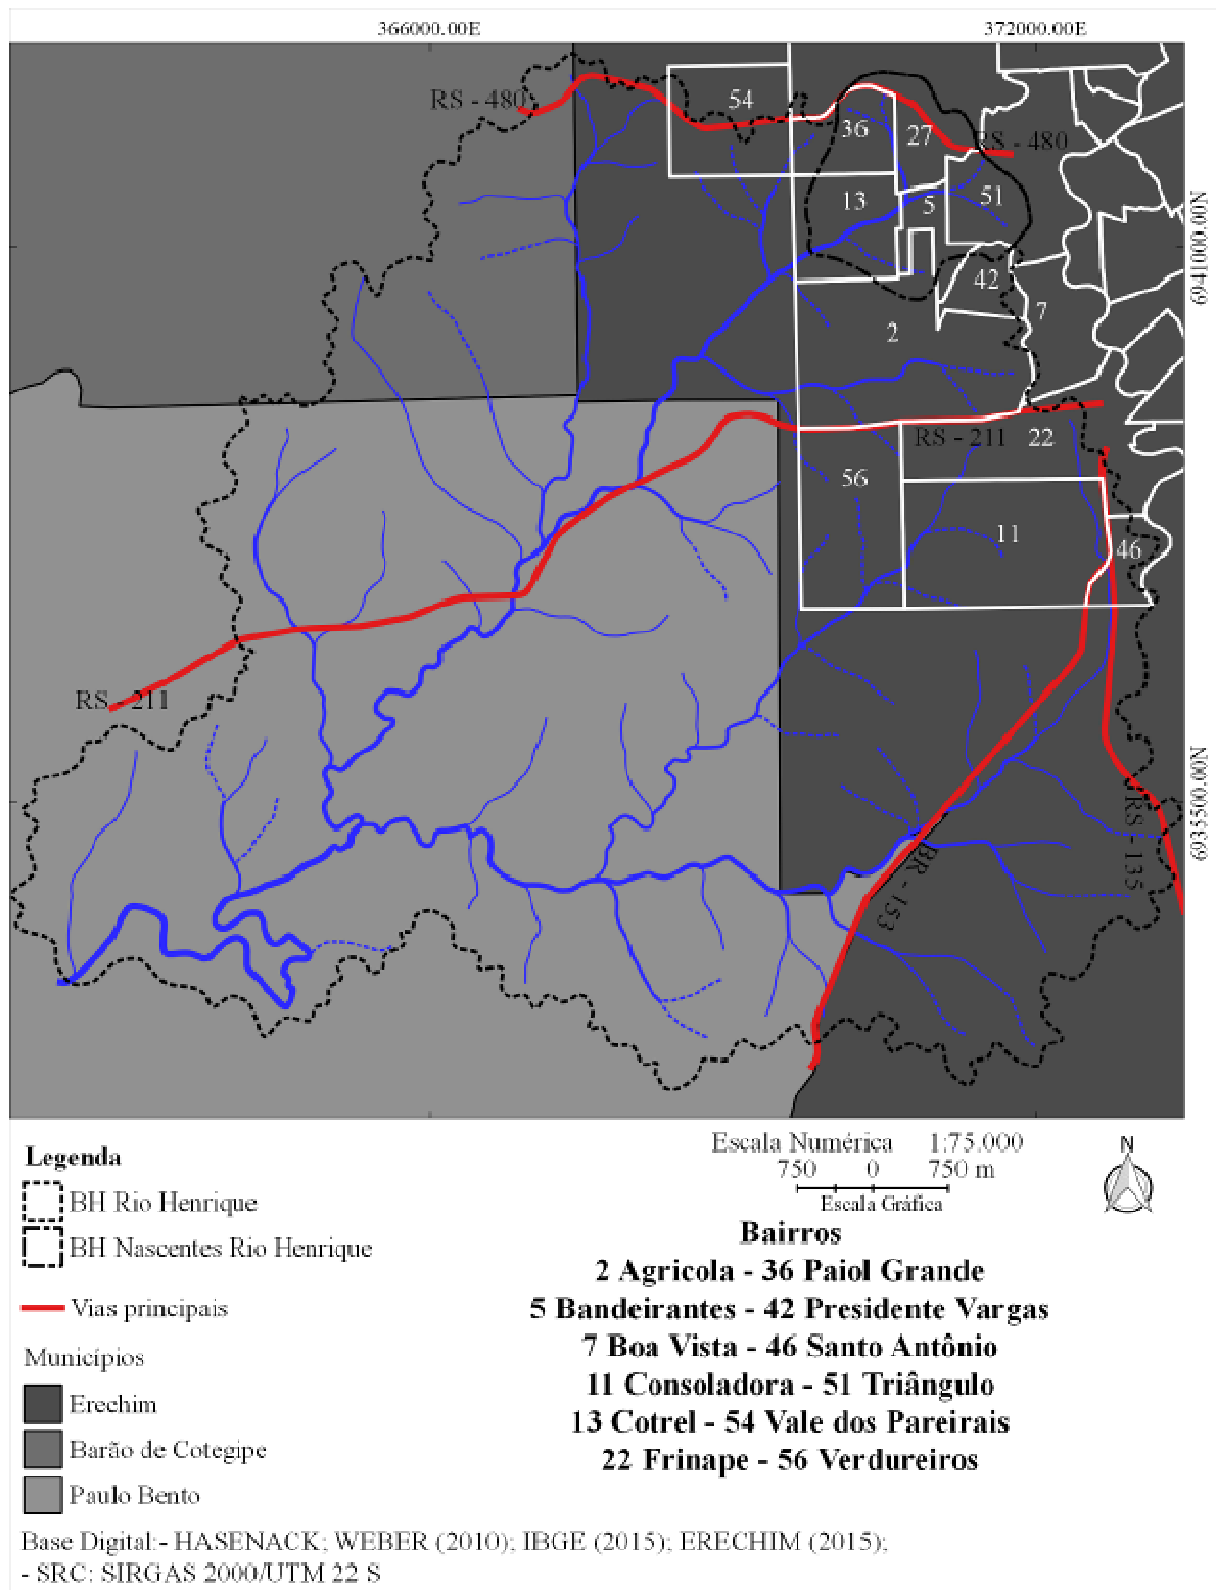 366000.00E
372000.00E
RS - 480
54
36
27
RS - 480
13
5
51
42
7
2
6941000.00N
RS - 211
22
56
11
46
RS - 211
6935500.00N
RS - 135
BR - 153
Legenda
BH Rio Henrique
BH Nascentes Rio Henrique
Vias principais
Municípios
Erechim
Barão de Cotegipe
Paulo Bento
Escala Numérica 1:75.000
750 0 750 m
Escala Gráfica
N
Bairros
2 Agricola - 36 Paiol Grande
5 Bandeirantes - 42 Presidente Vargas
7 Boa Vista - 46 Santo Antônio
11 Consoladora - 51 Triângulo
13 Cotrel - 54 Vale dos Pareirais
22 Frinape - 56 Verdureiros
Base Digital:- HASENACK; WEBER (2010); IBGE (2015); ERECHIM (2015);
- SRC: SIRGAS 2000/UTM 22 S